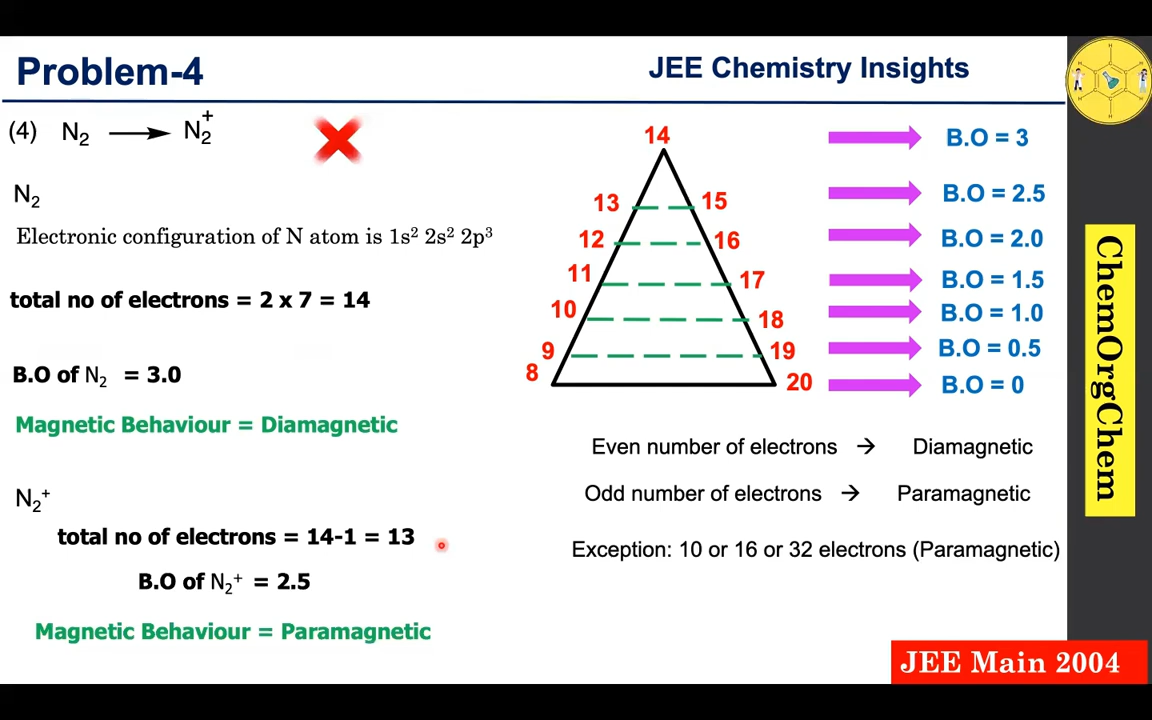 Problem-4
JEE Chemistry Insights
(4) N₂ ⟶ N₂⁺
N₂
Electronic configuration of N atom is 1s² 2s² 2p³
total no of electrons = 2 x 7 = 14
B.O of N₂ = 3.0
Magnetic Behaviour = Diamagnetic
N₂⁺
total no of electrons = 14-1 = 13
B.O of N₂⁺ = 2.5
Magnetic Behaviour = Paramagnetic
14 B.O = 3
13 15 B.O = 2.5
12 16 B.O = 2.0
11 17 B.O = 1.5
10 18 B.O = 1.0
9 19 B.O = 0.5
8 20 B.O = 0
Even number of electrons → Diamagnetic
Odd number of electrons → Paramagnetic
Exception: 10 or 16 or 32 electrons (Paramagnetic)
ChemOrgChem
JEE Main 2004